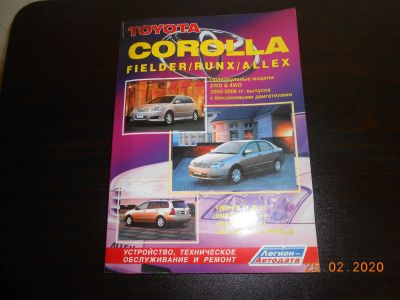 TOYOTA
COROLLA
FIELDER/RUNX/ALLEX
Праворульные модели
2WD & 4WD
2000-2006 гг. выпуска
с бензиновыми двигателями
УСТРОЙСТВО, ТЕХНИЧЕСКОЕ
ОБСЛУЖИВАНИЕ И РЕМОНТ
Легион-
Автодата
02.2020